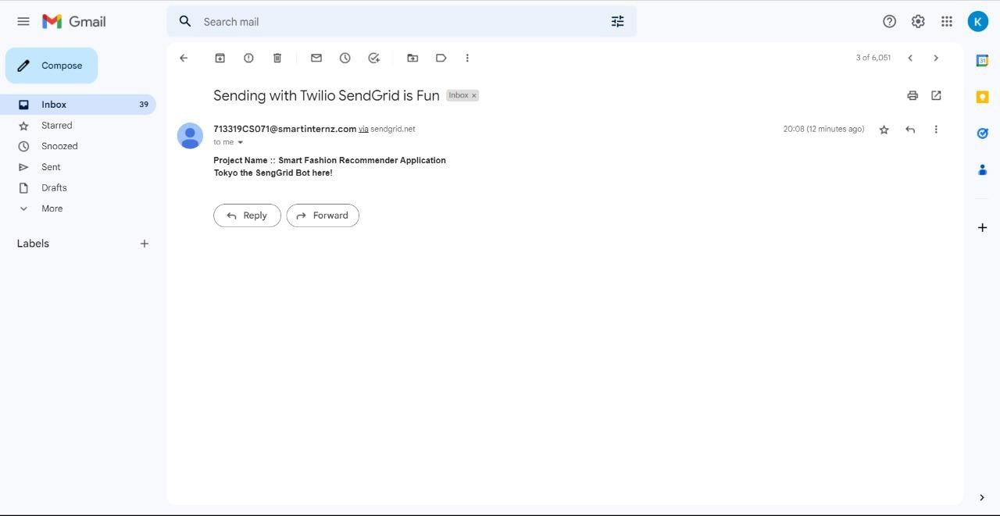 Gmail
Search mail
K
Compose
3 of 6,051
31
Inbox 39
Sending with Twilio SendGrid is Fun Inbox ×
Starred
713319CS071@smartinternz.com via sendgrid.net 20:08 (12 minutes ago)
to me
Snoozed
Project Name :: Smart Fashion Recommender Application
Sent
Tokyo the SengGrid Bot here!
Drafts
More
Reply Forward
Labels